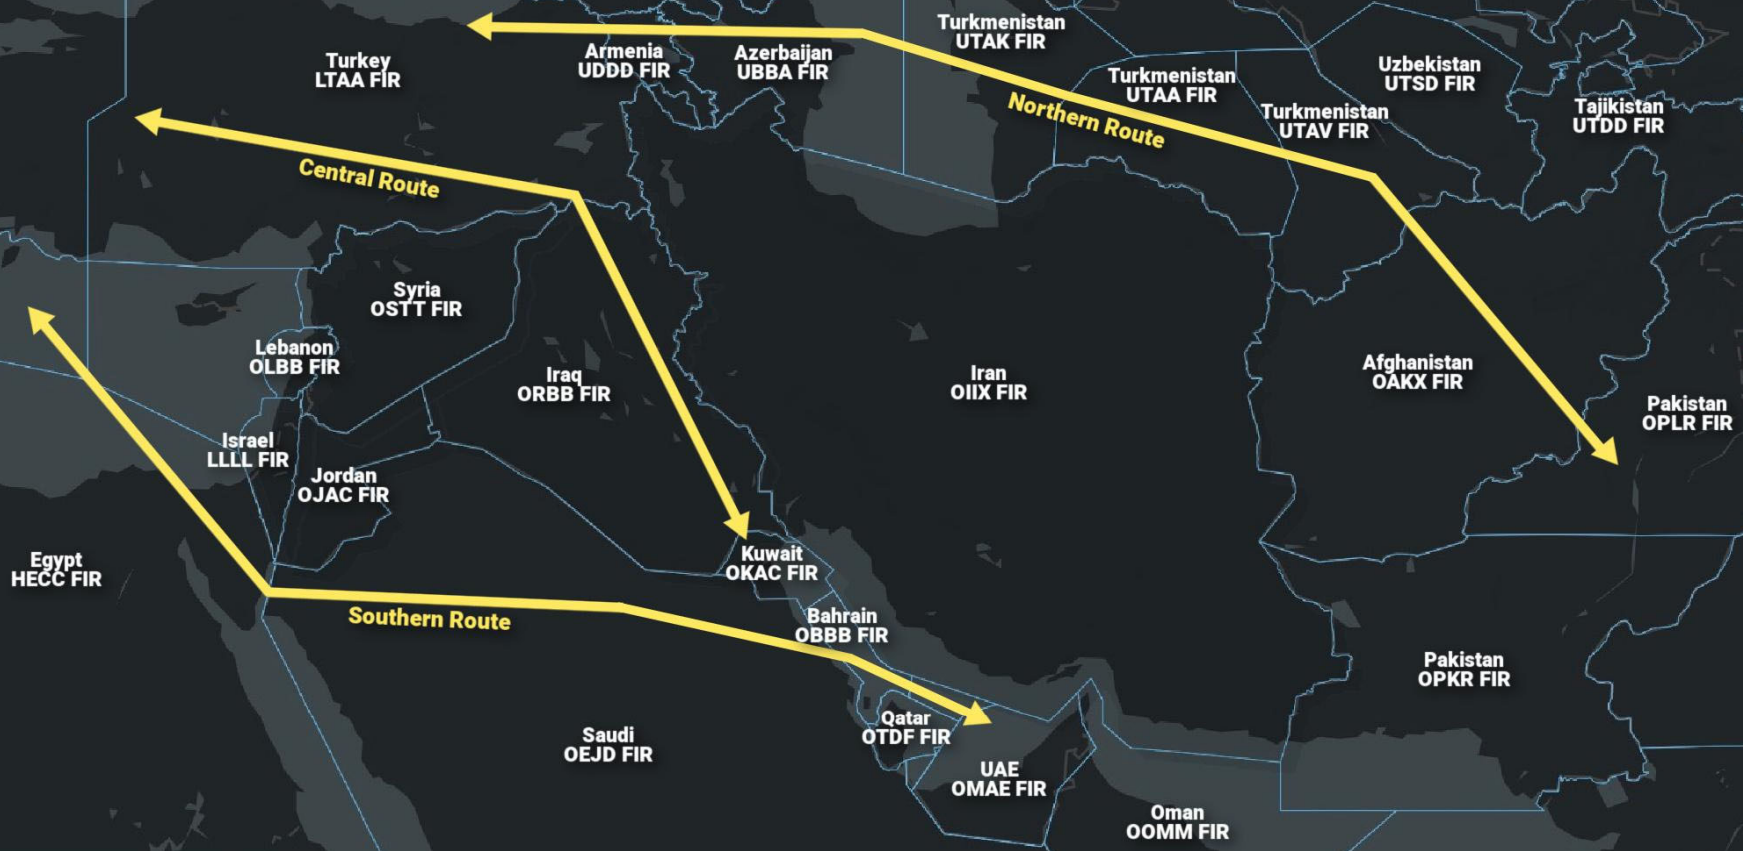 Turkmenistan
UTAK FIR
Turkey
LTAA FIR
Armenia
UDDD FIR
Azerbaijan
UBBA FIR
Turkmenistan
UTAA FIR
Uzbekistan
UTSD FIR
Northern Route
Turkmenistan
UTAV FIR
Tajikistan
UTDD FIR
Central Route
Syria
OSTT FIR
Lebanon
OLBB FIR
Iraq
ORBB FIR
Iran
OIIX FIR
Afghanistan
OAKX FIR
Pakistan
OPLR FIR
Israel
LLLL FIR
Jordan
OJAC FIR
Egypt
HECC FIR
Kuwait
OKAC FIR
Southern Route
Bahrain
OBBB FIR
Pakistan
OPKR FIR
Saudi
OEJD FIR
Qatar
OTDF FIR
UAE
OMAE FIR
Oman
OOMM FIR